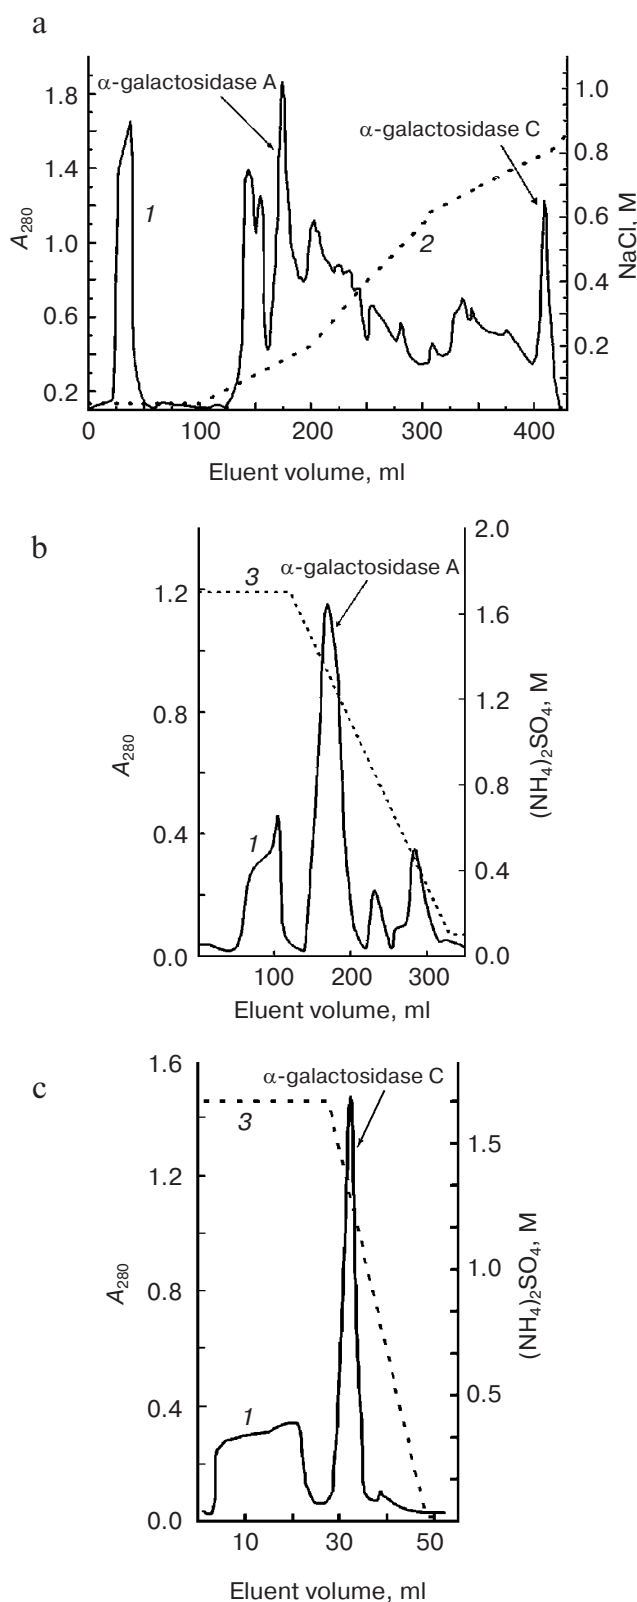 a
α-galactosidase A
α-galactosidase C
1.8
1.4
1.0
0.6
0.2
A280
1
2
1.0
0.8
0.6
0.4
0.2
NaCl, M
0 100 200 300 400
Eluent volume, ml
b
α-galactosidase A
3
1.2
0.8
0.4
0.0
A280
1
2.0
1.6
1.2
0.8
0.4
0.0
(NH4)2SO4, M
100 200 300
Eluent volume, ml
c
α-galactosidase C
3
1.6
1.2
0.8
0.4
0.0
A280
1
1.5
1.0
0.5
(NH4)2SO4, M
10 30 50
Eluent volume, ml